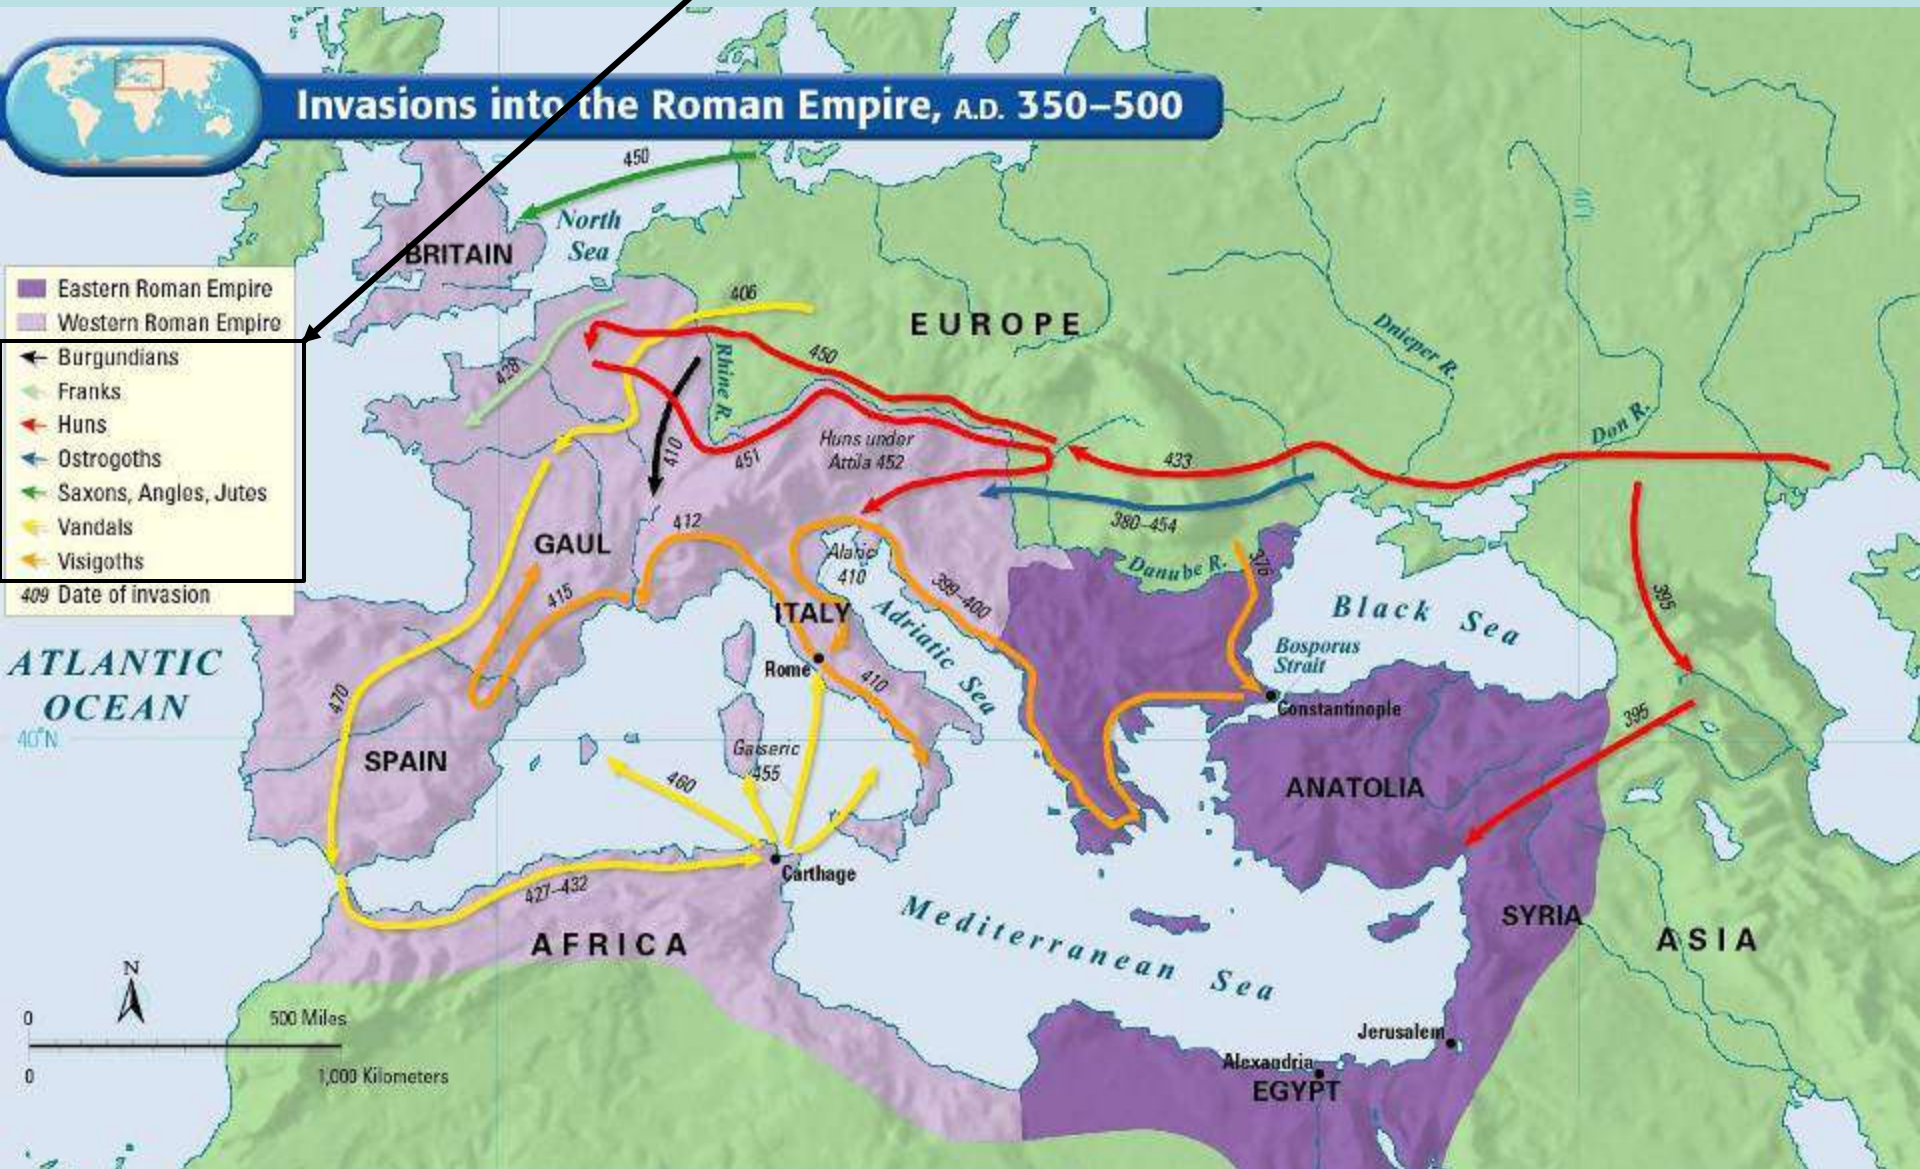 Invasions into the Roman Empire, A.D. 350–500
450
North
Sea
BRITAIN
Eastern Roman Empire
Western Roman Empire
Burgundians
Franks
Huns
Ostrogoths
Saxons, Angles, Jutes
Vandals
Visigoths
409 Date of invasion
406
EUROPE
Dnieper R.
Don R.
428
Rhine R.
450
410
451
Huns under
Attila 452
433
380–454
GAUL
412
415
Alaric
410
399–400
Danube R.
376
Black Sea
395
ITALY
Adriatic Sea
Bosporus
Strait
ATLANTIC
OCEAN
Rome
410
Constantinople
395
470
40°N
SPAIN
Gaiseric
455
460
ANATOLIA
Carthage
427–432
AFRICA
Mediterranean Sea
SYRIA
ASIA
N
0
500 Miles
0
1,000 Kilometers
Jerusalem
Alexandria
EGYPT